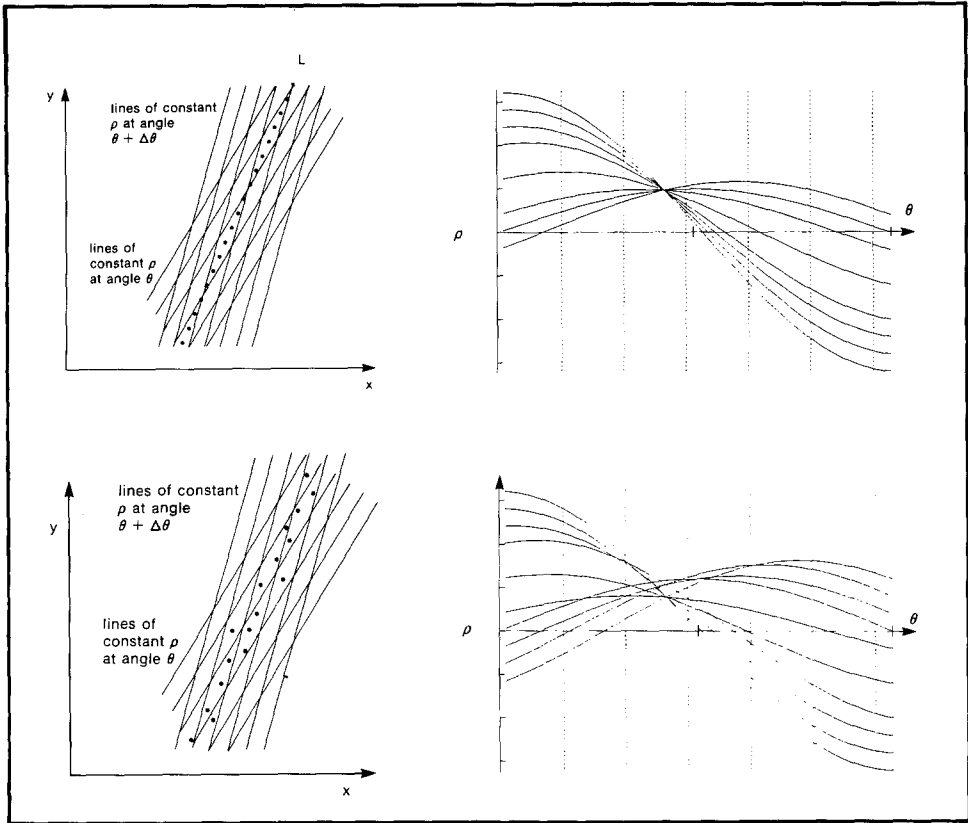 L
y
lines of constant
ρ at angle
θ + Δθ
lines of
constant ρ
at angle θ
x
ρ
θ
lines of constant
ρ at angle
θ + Δθ
y
lines of
constant ρ
at angle θ
x
ρ
θ